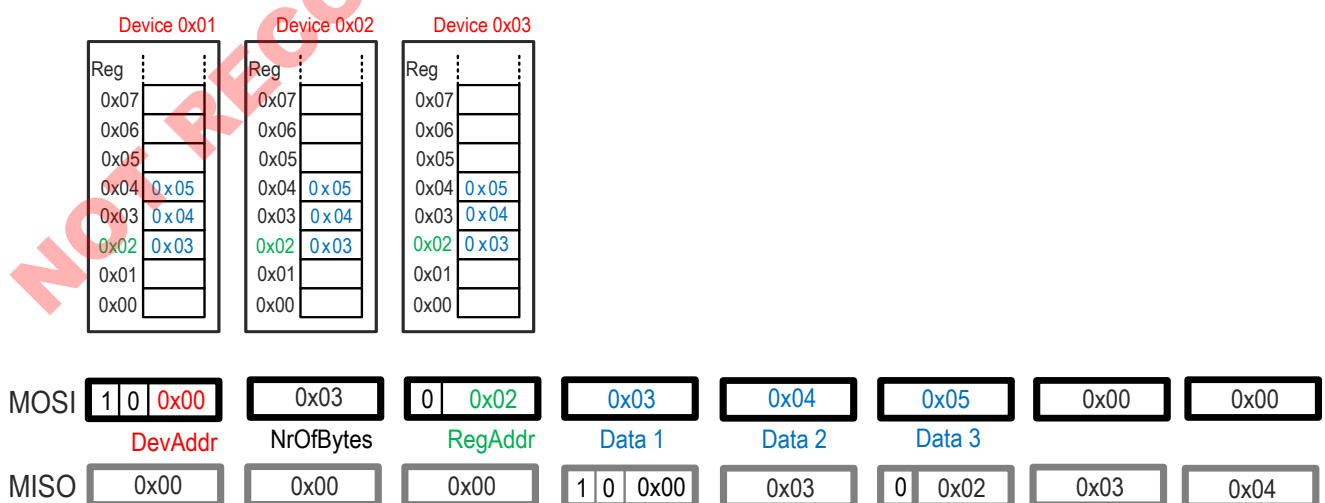 Device 0x01 Device 0x02 Device 0x03
Reg Reg Reg
0x07 0x07 0x07
0x06 0x06 0x06
0x05 0x05 0x05
0x04 0x05 0x04 0x05 0x04 0x05
0x03 0x04 0x03 0x04 0x03 0x04
0x02 0x03 0x02 0x03 0x02 0x03
0x01 0x01 0x01
0x00 0x00 0x00
MOSI 1 0 0x00 0x03 0 0x02 0x03 0x04 0x05 0x00 0x00
DevAddr NrOfBytes RegAddr Data 1 Data 2 Data 3
MISO 0x00 0x00 0x00 1 0 0x00 0x03 0 0x02 0x03 0x04
NOT